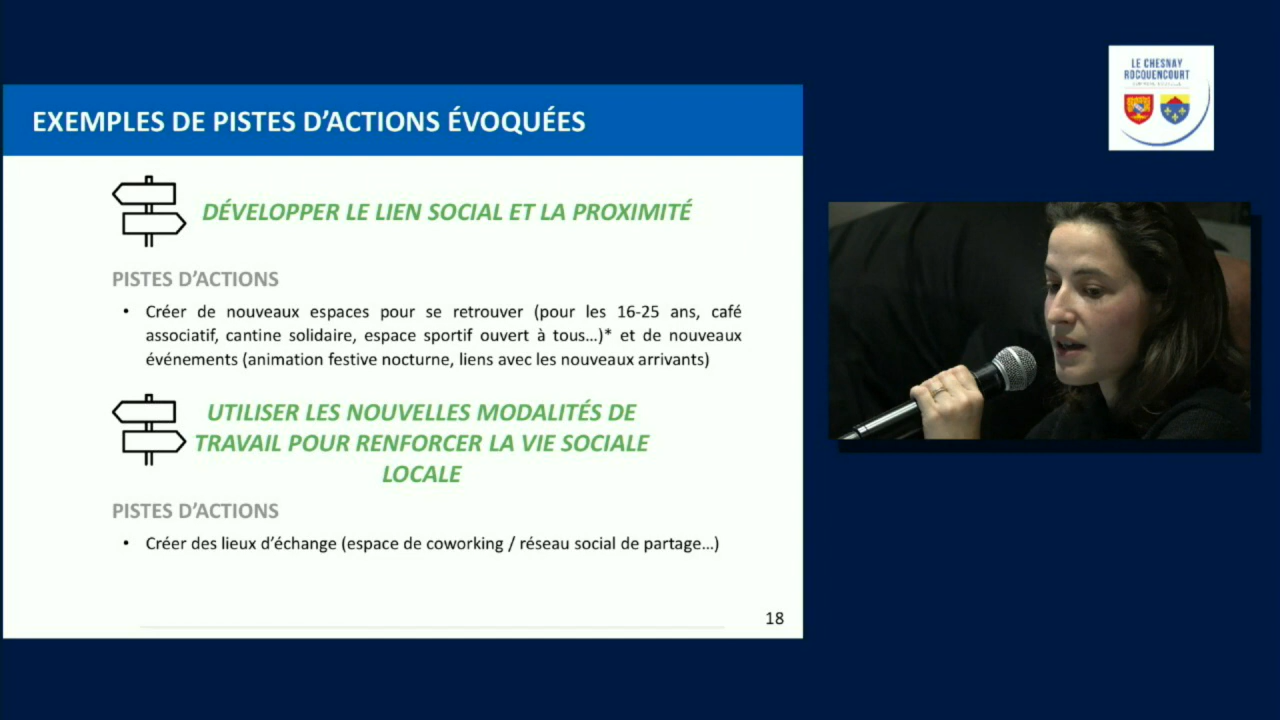 EXEMPLES DE PISTES D'ACTIONS ÉVOQUÉES
DÉVELOPPER LE LIEN SOCIAL ET LA PROXIMITÉ
PISTES D'ACTIONS
• Créer de nouveaux espaces pour se retrouver (pour les 16-25 ans, café
associatif, cantine solidaire, espace sportif ouvert à tous…)* et de nouveaux
événements (animation festive nocturne, liens avec les nouveaux arrivants)
UTILISER LES NOUVELLES MODALITÉS DE
TRAVAIL POUR RENFORCER LA VIE SOCIALE
LOCALE
PISTES D'ACTIONS
• Créer des lieux d'échange (espace de coworking / réseau social de partage…)
18
LE CHESNAY
ROCQUENCOURT